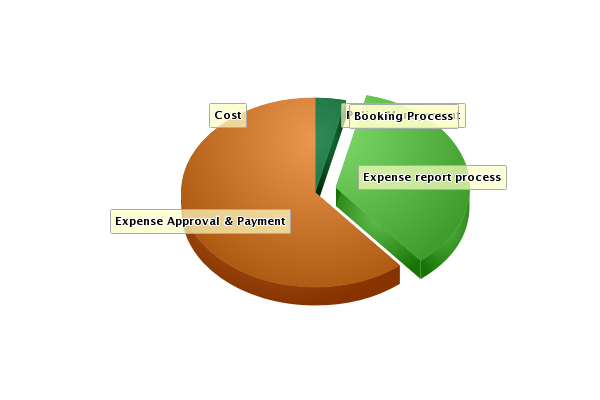 Cost
Booking Process
Expense report process
Expense Approval & Payment